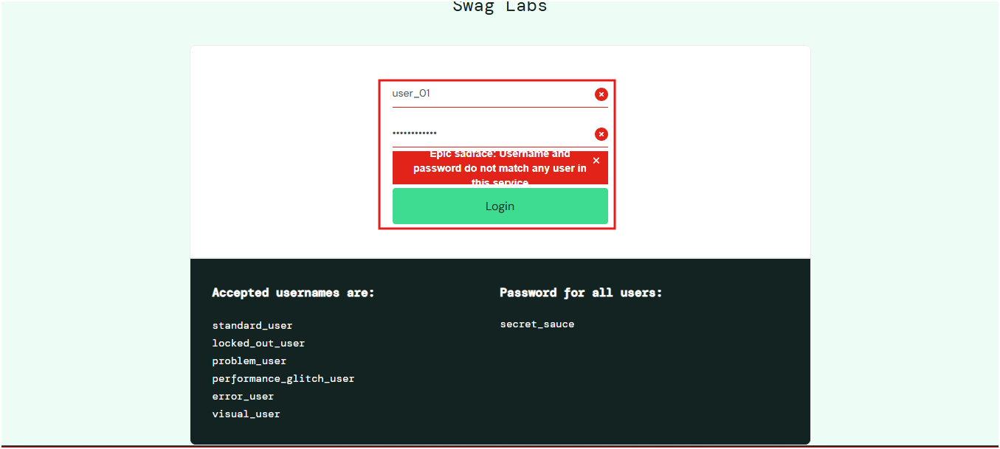 Swag Labs
user_01
••••••••••••
Epic sadface: Username and
password do not match any user in
this service
Login
Accepted usernames are:
standard_user
locked_out_user
problem_user
performance_glitch_user
error_user
visual_user
Password for all users:
secret_sauce